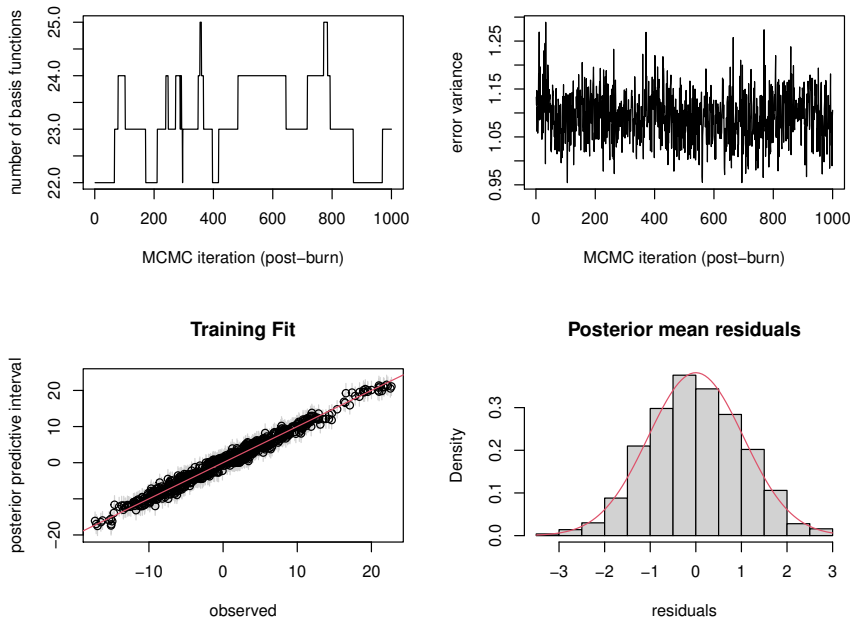 number of basis functions
22.0 23.0 24.0 25.0
0 200 400 600 800 1000
MCMC iteration (post−burn)
error variance
0.95 1.05 1.15 1.25
0 200 400 600 800 1000
MCMC iteration (post−burn)
Training Fit
posterior predictive interval
−20 0 10 20
−10 0 10 20
observed
Posterior mean residuals
Density
0.0 0.1 0.2 0.3
−3 −2 −1 0 1 2 3
residuals